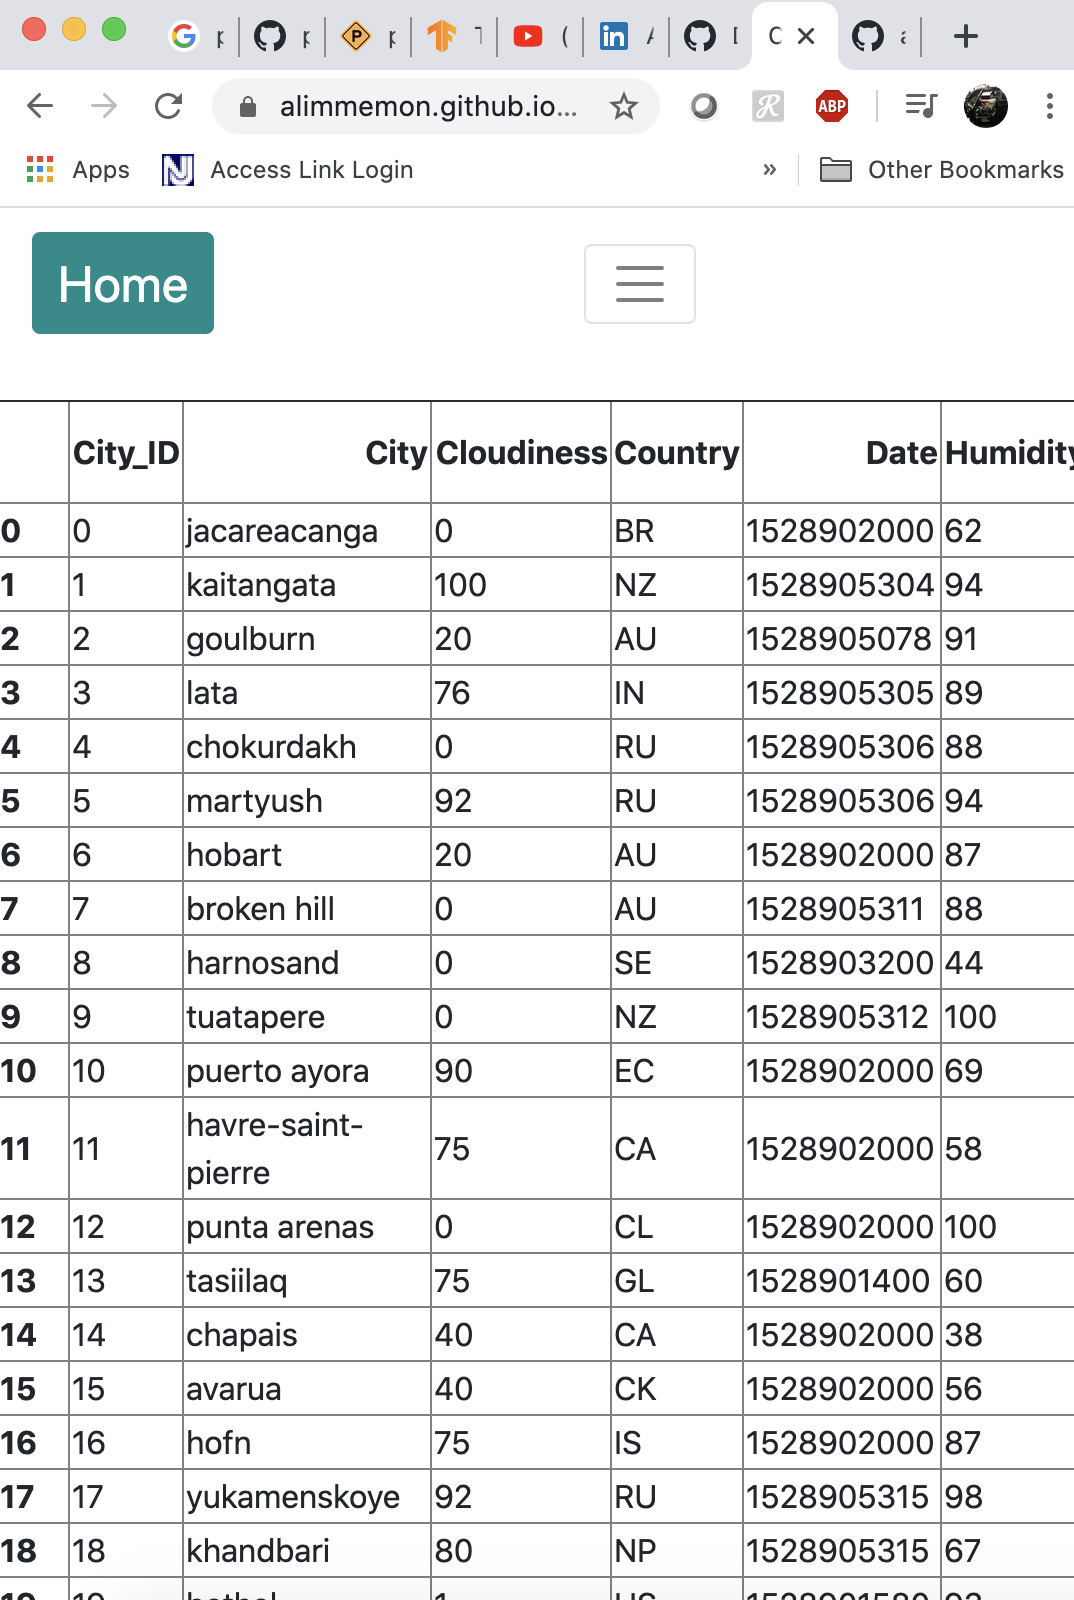 alimmemon.github.io...
ABP
Apps Access Link Login » Other Bookmarks
Home
City_ID City Cloudiness Country Date Humidity
0 0 jacareacanga 0 BR 1528902000 62
1 1 kaitangata 100 NZ 1528905304 94
2 2 goulburn 20 AU 1528905078 91
3 3 lata 76 IN 1528905305 89
4 4 chokurdakh 0 RU 1528905306 88
5 5 martyush 92 RU 1528905306 94
6 6 hobart 20 AU 1528902000 87
7 7 broken hill 0 AU 1528905311 88
8 8 harnosand 0 SE 1528903200 44
9 9 tuatapere 0 NZ 1528905312 100
10 10 puerto ayora 90 EC 1528902000 69
11 11 havre-saint-
pierre 75 CA 1528902000 58
12 12 punta arenas 0 CL 1528902000 100
13 13 tasiilaq 75 GL 1528901400 60
14 14 chapais 40 CA 1528902000 38
15 15 avarua 40 CK 1528902000 56
16 16 hofn 75 IS 1528902000 87
17 17 yukamenskoye 92 RU 1528905315 98
18 18 khandbari 80 NP 1528905315 67